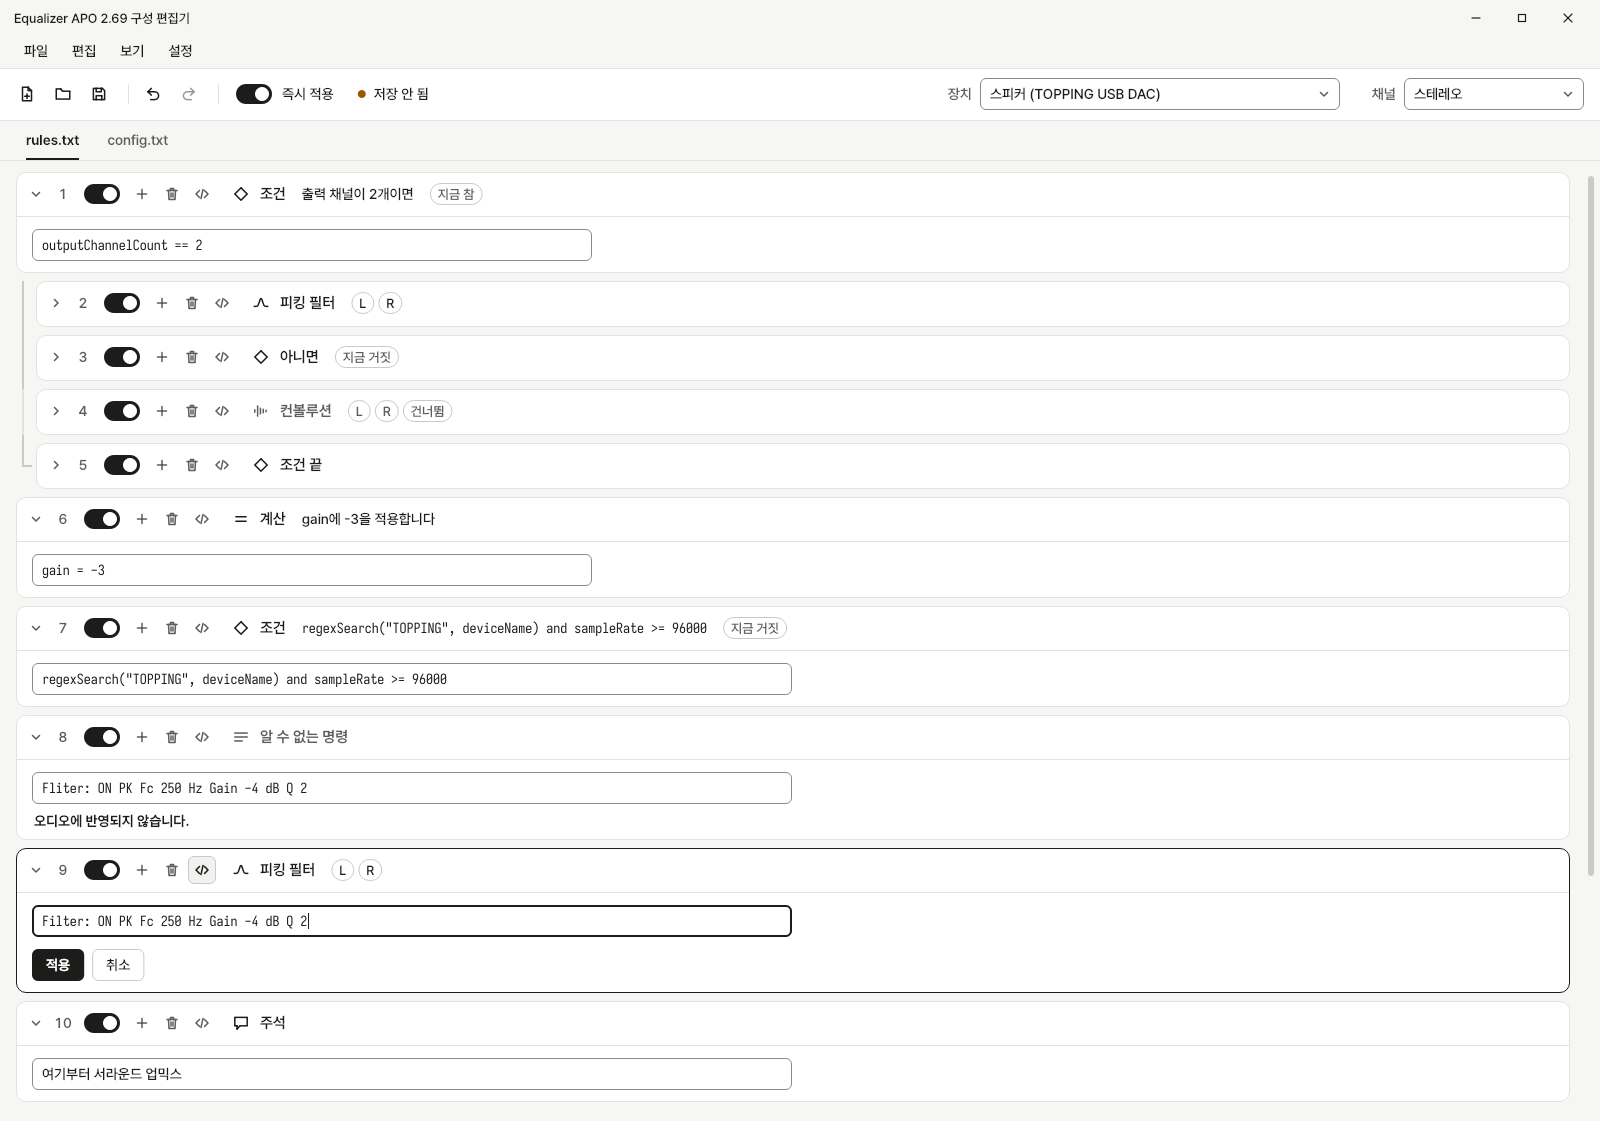 Equalizer APO 2.69 구성 편집기
파일 편집 보기 설정
즉시 적용 저장 안 됨 장치 스피커 (TOPPING USB DAC) 채널 스테레오
rules.txt config.txt
1 조건 출력 채널이 2개이면 지금 참
outputChannelCount == 2
2 피킹 필터 L R
3 아니면 지금 거짓
4 컨볼루션 L R 건너뜀
5 조건 끝
6 계산 gain에 -3을 적용합니다
gain = -3
7 조건 regexSearch("TOPPING", deviceName) and sampleRate >= 96000 지금 거짓
regexSearch("TOPPING", deviceName) and sampleRate >= 96000
8 알 수 없는 명령
Fliter: ON PK Fc 250 Hz Gain -4 dB Q 2
오디오에 반영되지 않습니다.
9 피킹 필터 L R
Filter: ON PK Fc 250 Hz Gain -4 dB Q 2
적용 취소
10 주석
여기부터 서라운드 업믹스